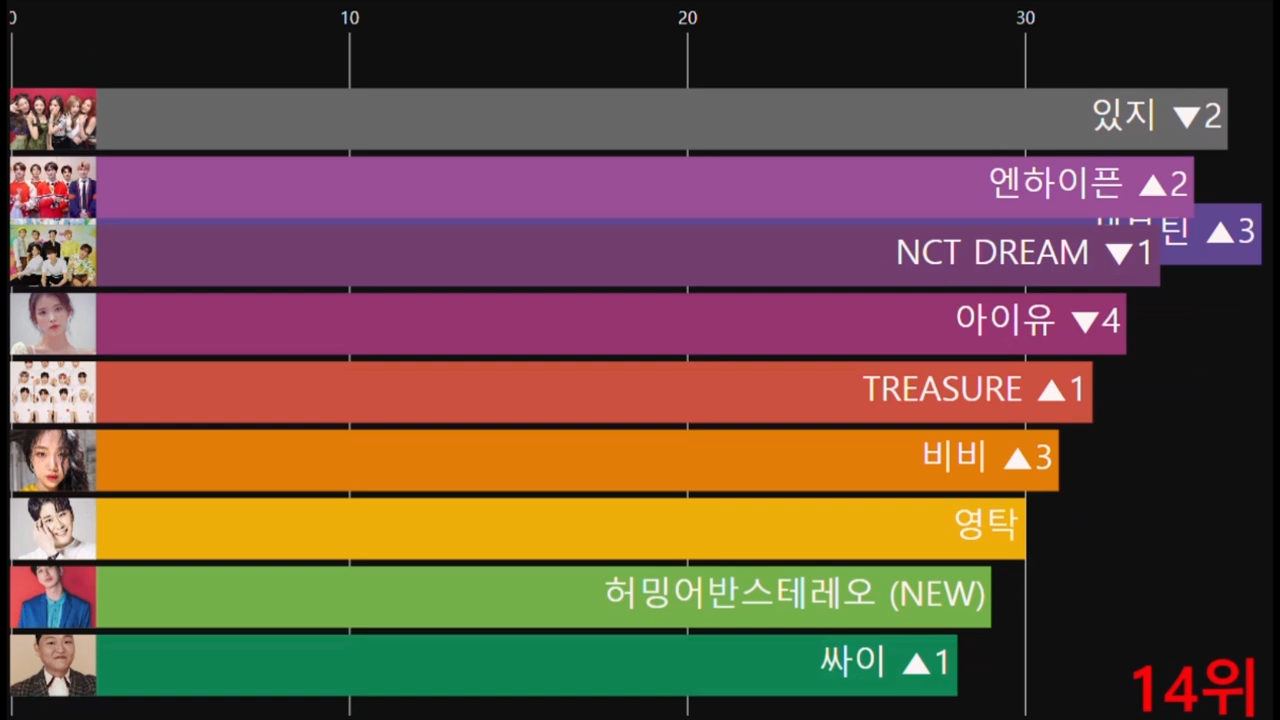 0 10 20 30
있지 ▼2
엔하이픈 ▲2
▲3
NCT DREAM ▼1
아이유 ▼4
TREASURE ▲1
비비 ▲3
영탁
허밍어반스테레오 (NEW)
싸이 ▲1
14위